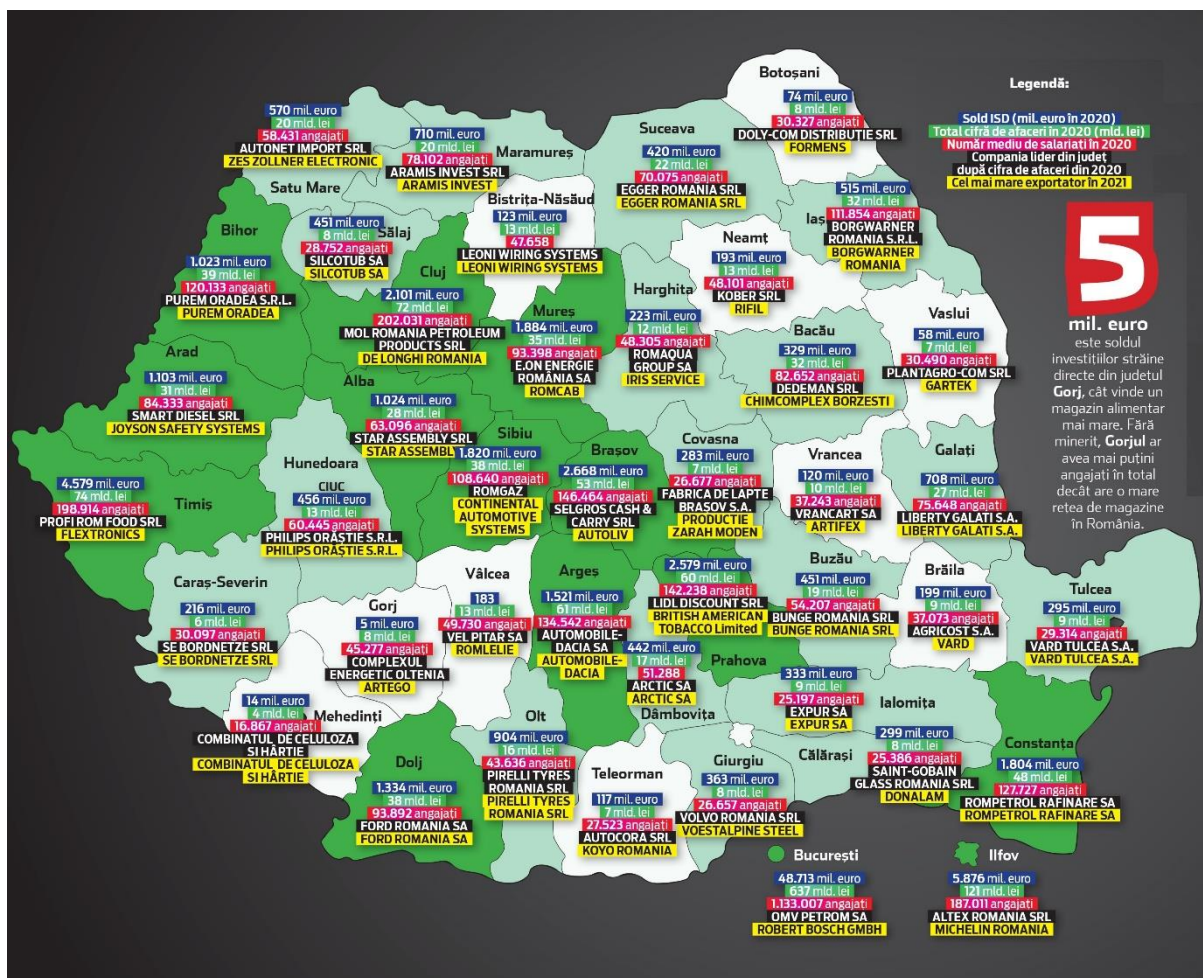 Botoșani
74 mil. euro
8 mld. lei
30.327 angajați
DOLY-COM DISTRIBUTIE SRL
FORMENS
Legendă:
Sold ISD (mil. euro în 2020)
Total cifră de afaceri în 2020 (mld. lei)
Număr mediu de salariați în 2020
Compania lider din județ
după cifra de afaceri din 2020
Cel mai mare exportator în 2021
570 mil. euro
20 mld. lei
58.431 angajați
AUTONET IMPORT SRL
ZES ZOLLNER ELECTRONIC
Satu Mare
710 mil. euro
20 mld. lei
78.102 angajați
ARAMIS INVEST SRL
ARAMIS INVEST
Maramureș
Suceava
420 mil. euro
22 mld. lei
70.075 angajați
EGGER ROMANIA SRL
EGGER ROMANIA SRL
515 mil. euro
32 mld. lei
111.854 angajați
BORGWARNER
ROMANIA S.R.L.
BORGWARNER
ROMANIA
Iași
Bistrița-Năsăud
123 mil. euro
13 mld. lei
47.658
LEONI WIRING SYSTEMS
LEONI WIRING SYSTEMS
451 mil. euro
8 mld. lei
28.752 angajați
SILCOTUB SA
SILCOTUB SA
Sălaj
Bihor
1.023 mil. euro
39 mld. lei
120.133 angajați
PUREM ORADEA S.R.L.
PUREM ORADEA
Cluj
2.101 mil. euro
72 mld. lei
202.031 angajați
MOL ROMANIA PETROLEUM
PRODUCTS SRL
DE LONGHI ROMANIA
Mureș
1.884 mil. euro
35 mld. lei
93.398 angajați
E.ON ENERGIE
ROMÂNIA SA
ROMCAB
Harghita
223 mil. euro
12 mld. lei
48.305 angajați
ROMAQUA
GROUP SA
IRIS SERVICE
Neamț
193 mil. euro
13 mld. lei
48.101 angajați
KOBER SRL
RIFIL
Bacău
329 mil. euro
32 mld. lei
82.652 angajați
DEDEMAN SRL
CHIMCOMPLEX BORZESTI
Vaslui
58 mil. euro
7 mld. lei
30.490 angajați
PLANTAGRO-COM SRL
GARTEK
5
mil. euro
este soldul
investițiilor străine
directe din județul
Gorj, cât vinde un
magazin alimentar
mai mare. Fără
minerit, Gorjul ar
avea mai puțini
angajați în total
decât are o mare
rețea de magazine
în România.
Arad
1.103 mil. euro
31 mld. lei
84.333 angajați
SMART DIESEL SRL
JOYSON SAFETY SYSTEMS
Alba
1.024 mil. euro
28 mld. lei
63.096 angajați
STAR ASSEMBLY SRL
STAR ASSEMBLY
Sibiu
1.820 mil. euro
38 mld. lei
108.640 angajați
ROMGAZ
CONTINENTAL
AUTOMOTIVE
SYSTEMS
Brașov
2.668 mil. euro
53 mld. lei
146.464 angajați
SELGROS CASH &
CARRY SRL
AUTOLIV
Covasna
283 mil. euro
7 mld. lei
26.677 angajați
FABRICA DE LAPTE
BRAȘOV S.A.
PRODUCTIE
ZARAH MODEN
Vrancea
120 mil. euro
10 mld. lei
37.243 angajați
VRANCART SA
ARTIFEX
Galați
708 mil. euro
27 mld. lei
75.648 angajați
LIBERTY GALATI S.A.
LIBERTY GALATI S.A.
4.579 mil. euro
74 mld. lei
198.914 angajați
PROFI ROM FOOD SRL
FLEXTRONICS
Timiș
Hunedoara
CIUC
456 mil. euro
13 mld. lei
60.445 angajați
PHILIPS ORĂȘTIE S.R.L.
PHILIPS ORĂȘTIE S.R.L.
Caraș-Severin
216 mil. euro
6 mld. lei
30.097 angajați
SE BORDNETZE SRL
SE BORDNETZE SRL
Gorj
5 mil. euro
8 mld. lei
45.277 angajați
COMPLEXUL
ENERGETIC OLTENIA
ARTEGO
Vâlcea
183
13 mld. lei
49.730 angajați
VEL PITAR SA
ROMLELIE
Argeș
1.521 mil. euro
61 mld. lei
134.542 angajați
AUTOMOBILE-
DACIA SA
AUTOMOBILE-
DACIA
2.579 mil. euro
60 mld. lei
142.238 angajați
LIDL DISCOUNT SRL
BRITISH AMERICAN
TOBACCO Limited
Prahova
Buzău
451 mil. euro
19 mld. lei
54.207 angajați
BUNGE ROMANIA SRL
BUNGE ROMANIA SRL
Brăila
199 mil. euro
9 mld. lei
37.073 angajați
AGRICOST S.A.
VARD
Tulcea
295 mil. euro
9 mld. lei
29.314 angajați
VARD TULCEA S.A.
VARD TULCEA S.A.
442 mil. euro
17 mld. lei
51.288
ARCTIC SA
ARCTIC SA
Dâmbovița
333 mil. euro
9 mld. lei
25.197 angajați
EXPUR SA
EXPUR SA
Ialomița
14 mil. euro
4 mld. lei
16.867 angajați
COMBINATUL DE CELULOZA
SI HÂRTIE
COMBINATUL DE CELULOZA
SI HÂRTIE
Mehedinți
Dolj
1.334 mil. euro
38 mld. lei
93.892 angajați
FORD ROMANIA SA
FORD ROMANIA SA
Olt
904 mil. euro
16 mld. lei
43.636 angajați
PIRELLI TYRES
ROMANIA SRL
PIRELLI TYRES
ROMANIA SRL
Teleorman
117 mil. euro
7 mld. lei
27.523 angajați
AUTOCORA SRL
KOYO ROMANIA
Giurgiu
363 mil. euro
8 mld. lei
26.657 angajați
VOLVO ROMANIA SRL
VOESTALPINE STEEL
Călărași
299 mil. euro
8 mld. lei
25.386 angajați
SAINT-GOBAIN
GLASS ROMANIA SRL
DONALAM
Constanța
1.804 mil. euro
48 mld. lei
127.727 angajați
ROMPETROL RAFINARE SA
ROMPETROL RAFINARE SA
București
48.713 mil. euro
637 mld. lei
1.133.007 angajați
OMV PETROM SA
ROBERT BOSCH GMBH
Ilfov
5.876 mil. euro
121 mld. lei
187.011 angajați
ALTEX ROMANIA SRL
MICHELIN ROMANIA